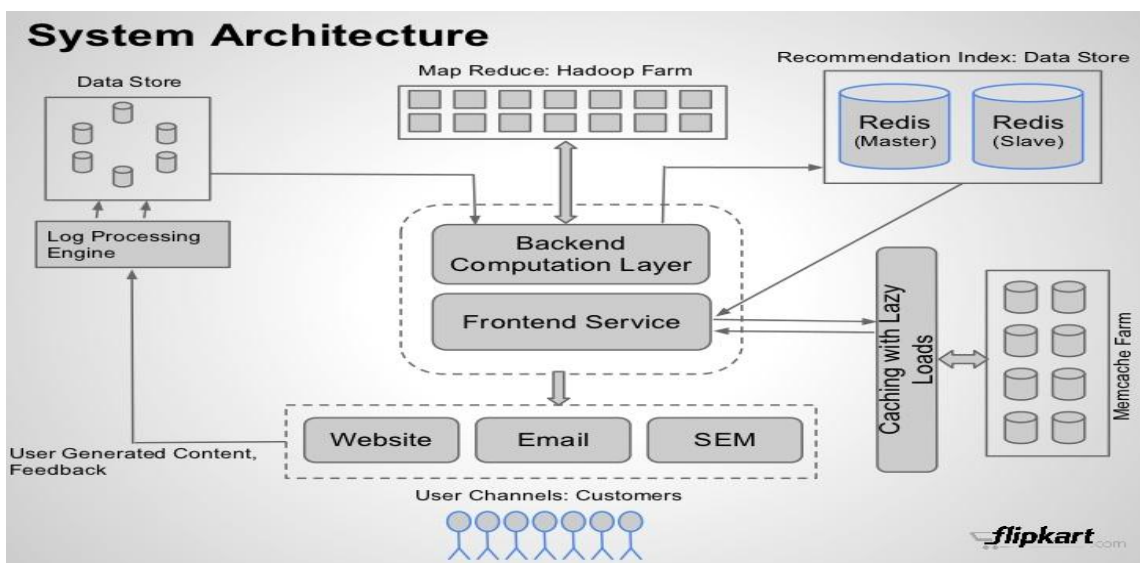 System Architecture
Data Store
Map Reduce: Hadoop Farm
Recommendation Index: Data Store
Redis
(Master)
Redis
(Slave)
Log Processing
Engine
Backend
Computation Layer
Frontend Service
Caching with Lazy
Loads
Memcache Farm
Website
Email
SEM
User Generated Content,
Feedback
User Channels: Customers
flipkart.com